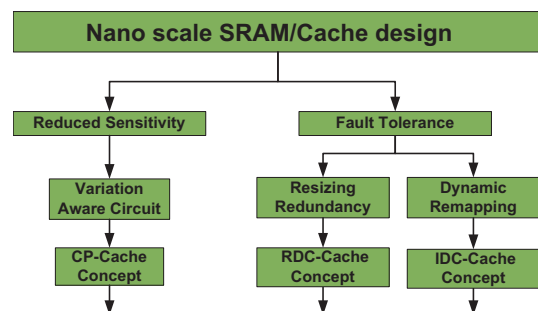 Nano scale SRAM/Cache design
Reduced Sensitivity
Fault Tolerance
Variation
Aware Circuit
Resizing
Redundancy
Dynamic
Remapping
CP-Cache
Concept
RDC-Cache
Concept
IDC-Cache
Concept